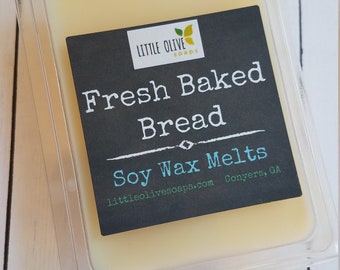 LITTLE OLIVE
soaps
Fresh Baked
Bread
Soy Wax Melts
littleolivesoaps.com Conyers, GA